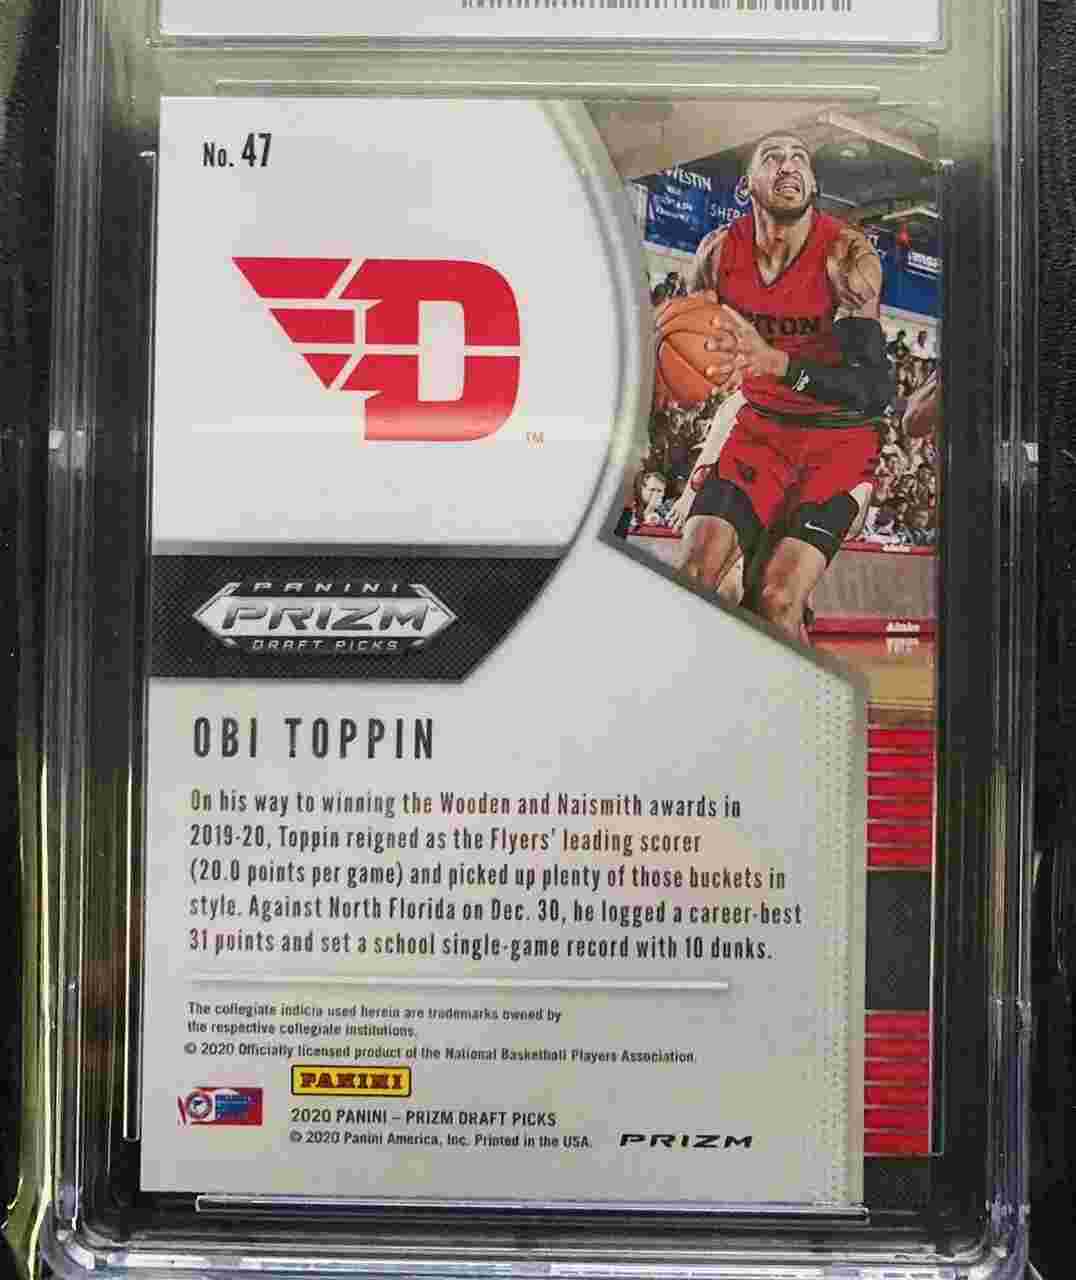 No. 47
WESTIN
TM
PANINI
PRIZM
DRAFT PICKS
OBI TOPPIN
On his way to winning the Wooden and Naismith awards in
2019-20, Toppin reigned as the Flyers' leading scorer
(20.0 points per game) and picked up plenty of those buckets in
style. Against North Florida on Dec. 30, he logged a career-best
31 points and set a school single-game record with 10 dunks.
The collegiate indicia used herein are trademarks owned by
the respective collegiate institutions.
© 2020 Officially licensed product of the National Basketball Players Association.
PANINI
2020 PANINI – PRIZM DRAFT PICKS
© 2020 Panini America, Inc. Printed in the USA.
PRIZM